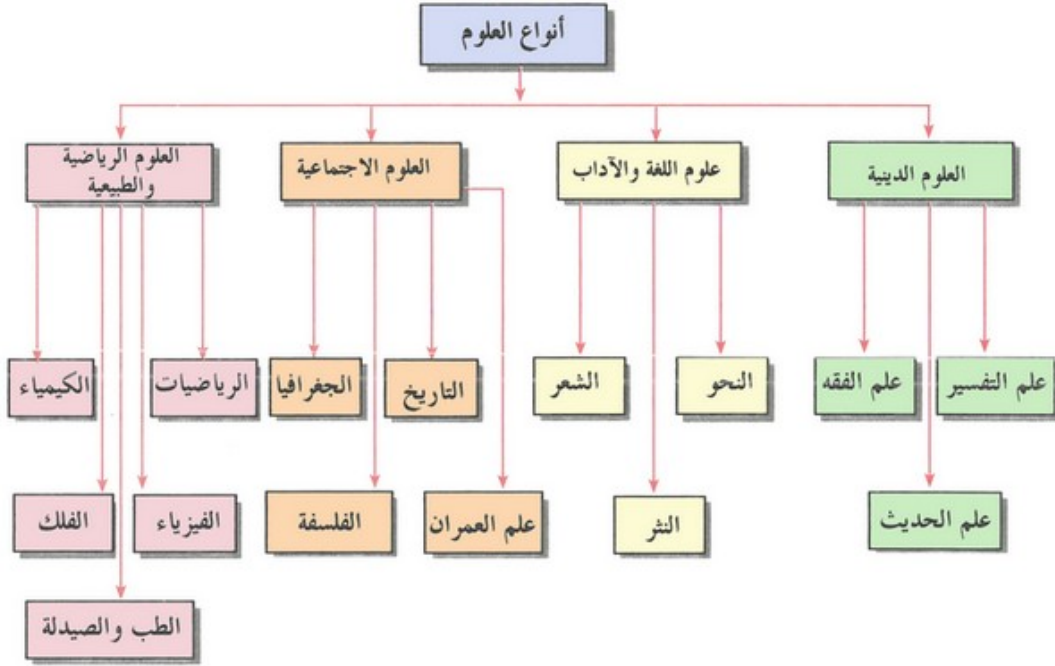 أنواع العلوم
العلوم الدينية
علوم اللغة والآداب
العلوم الاجتماعية
العلوم الرياضية
والطبيعية
علم التفسير
علم الفقه
النحو
الشعر
التاريخ
الجغرافيا
الرياضيات
الكيمياء
علم الحديث
النثر
علم العمران
الفلسفة
الفيزياء
الفلك
الطب والصيدلة